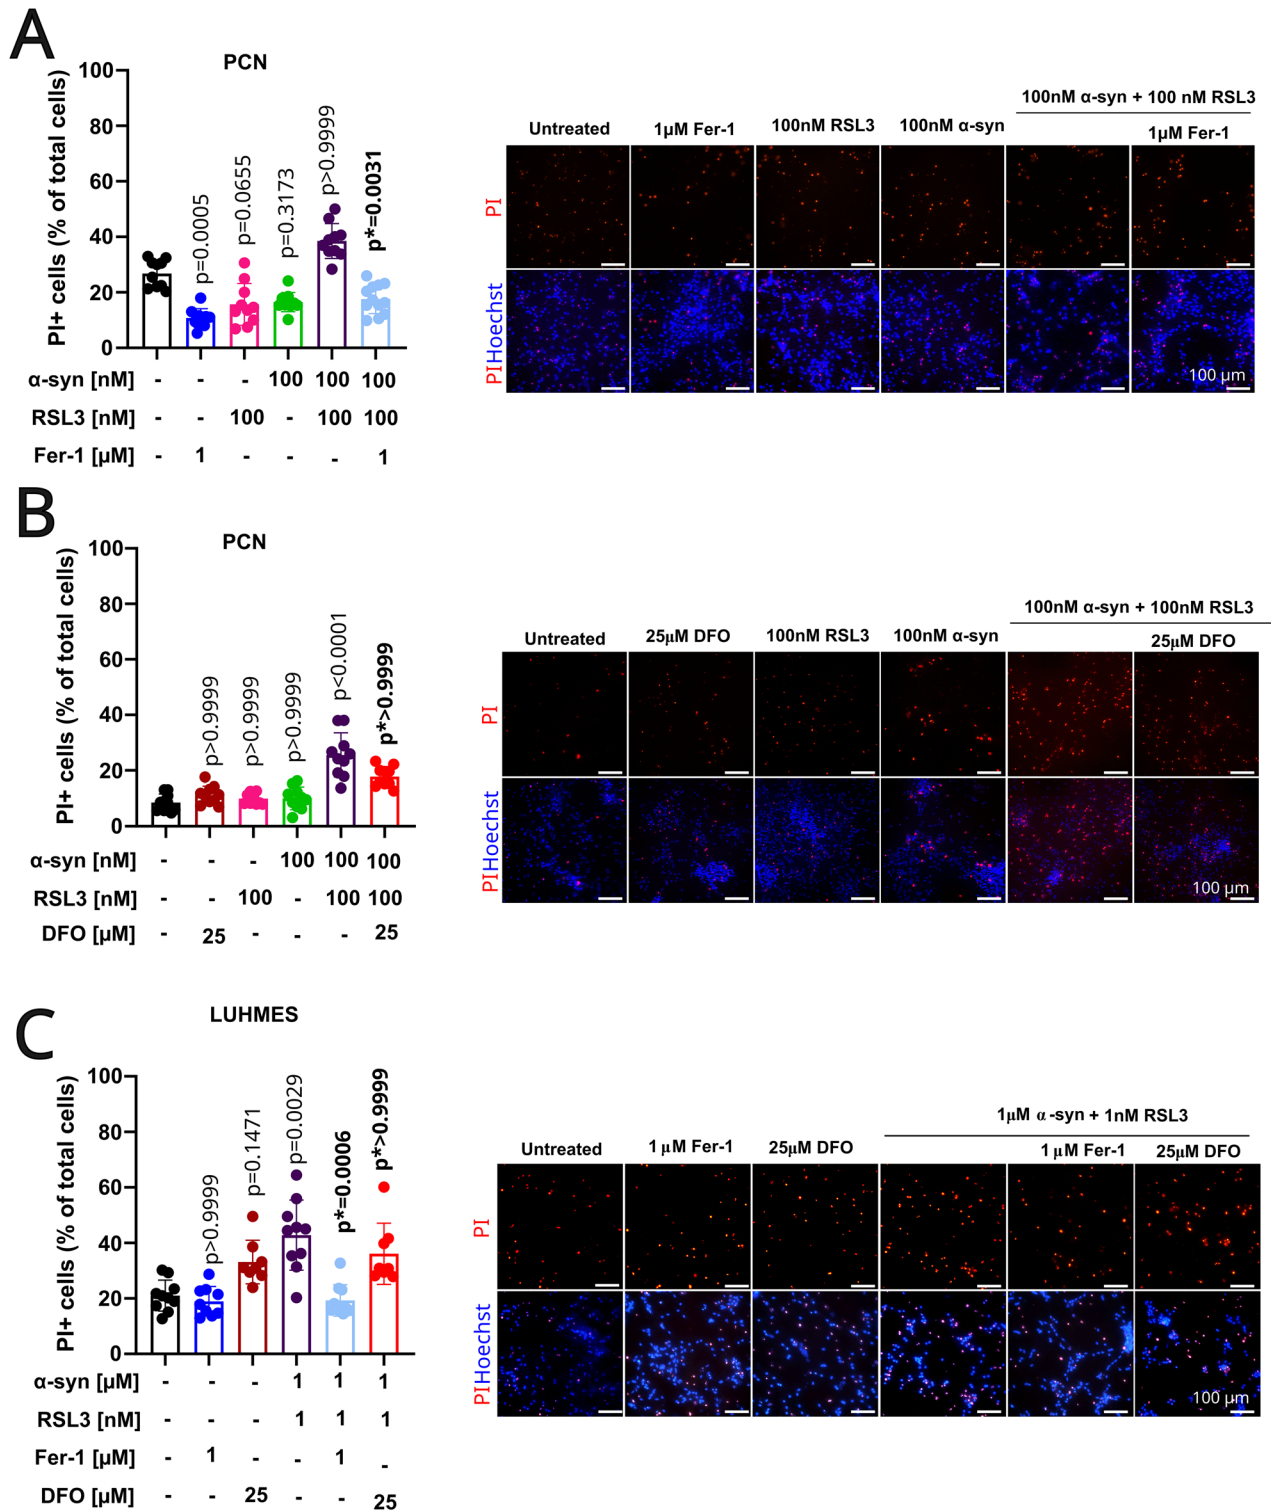 A
PCN
PI+ cells (% of total cells)
100
80
60
40
20
0
p=0.0005
p=0.0655
p=0.3173
p>0.9999
p*=0.0031
α-syn [nM] - - - 100 100 100
RSL3 [nM] - - 100 - 100 100
Fer-1 [µM] - 1 - - - 1
100nM α-syn + 100 nM RSL3
Untreated 1µM Fer-1 100nM RSL3 100nM α-syn 1µM Fer-1
PI
PIHoechst
100 µm
B
PCN
PI+ cells (% of total cells)
100
80
60
40
20
0
p>0.9999
p>0.9999
p>0.9999
p<0.0001
p*>0.9999
α-syn [nM] - - - 100 100 100
RSL3 [nM] - - 100 - 100 100
DFO [µM] - 25 - - - 25
100nM α-syn + 100nM RSL3
Untreated 25µM DFO 100nM RSL3 100nM α-syn 25µM DFO
PI
PIHoechst
100 µm
C
LUHMES
PI+ cells (% of total cells)
100
80
60
40
20
0
p>0.9999
p=0.1471
p=0.0029
p*=0.0006
p*>0.9999
α-syn [µM] - - - 1 1 1
RSL3 [nM] - - - 1 1 1
Fer-1 [µM] - 1 - - 1 -
DFO [µM] - - 25 - - 25
1µM α-syn + 1nM RSL3
Untreated 1 µM Fer-1 25µM DFO 1 µM Fer-1 25µM DFO
PI
PIHoechst
100 µm